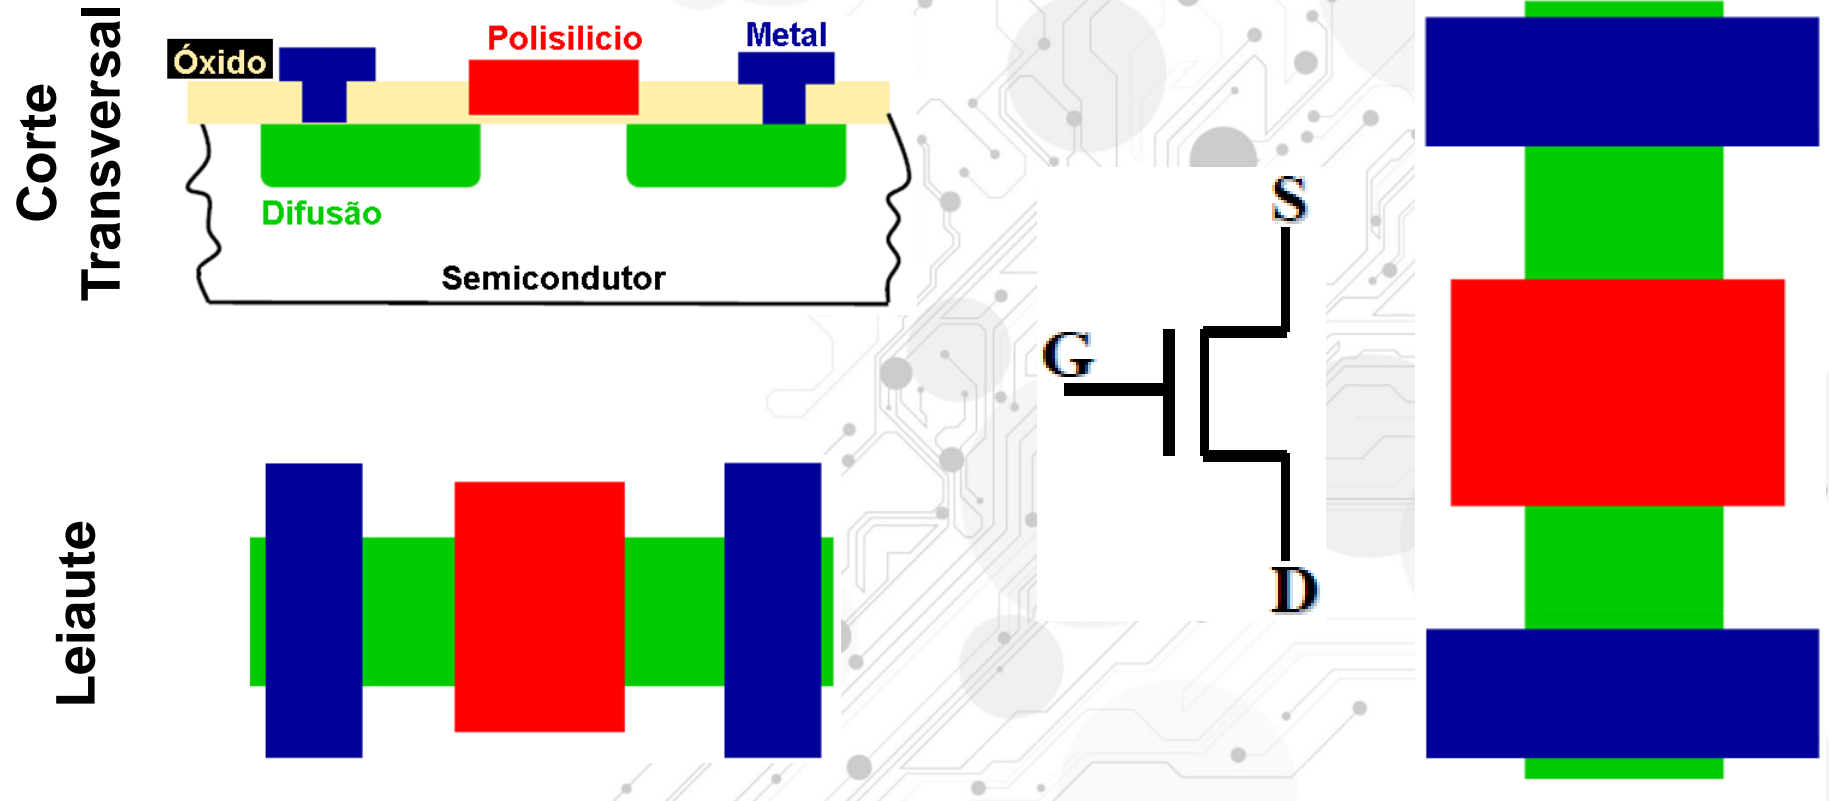 Corte
Transversal
Óxido
Polisilicio
Metal
Difusão
Semicondutor
Leiaute
S
G
D